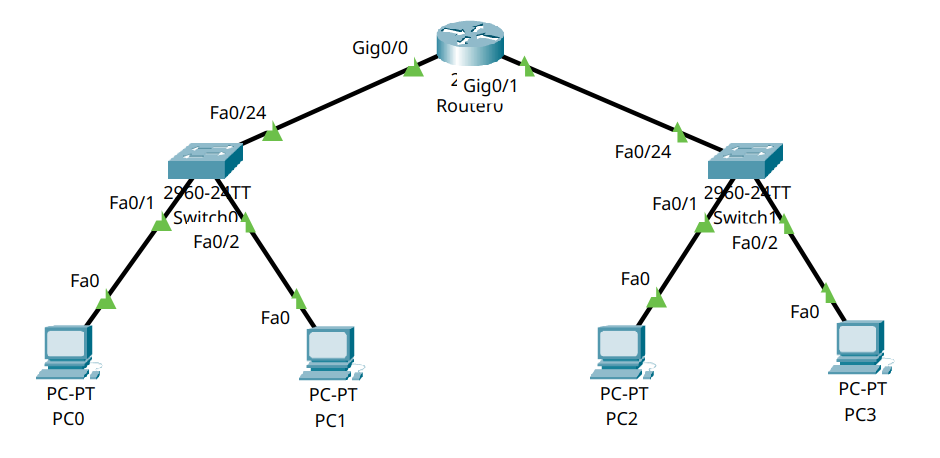 Gig0/0
2
Gig0/1
Router0
Fa0/24
Fa0/24
2960-24TT
Switch0
2960-24TT
Switch1
Fa0/1
Fa0/2
Fa0/1
Fa0/2
Fa0
Fa0
Fa0
Fa0
PC-PT
PC0
PC-PT
PC1
PC-PT
PC2
PC-PT
PC3